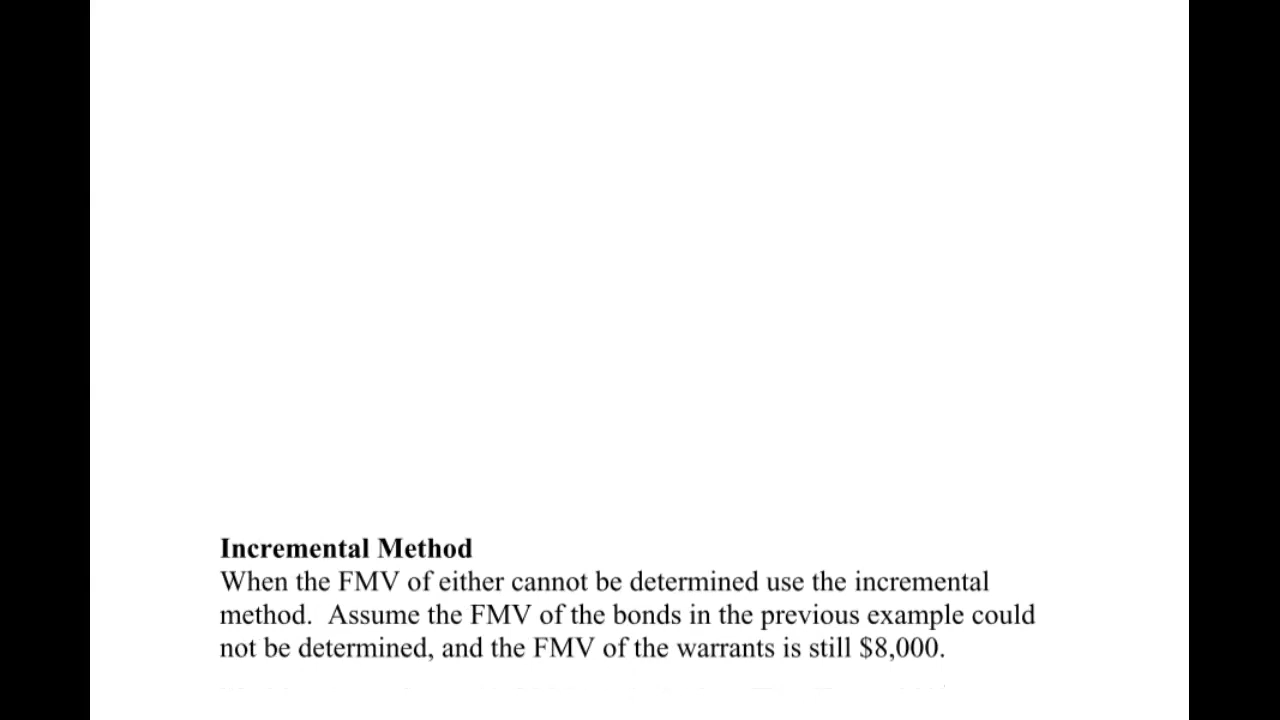 Incremental Method
When the FMV of either cannot be determined use the incremental
method.  Assume the FMV of the bonds in the previous example could
not be determined, and the FMV of the warrants is still $8,000.